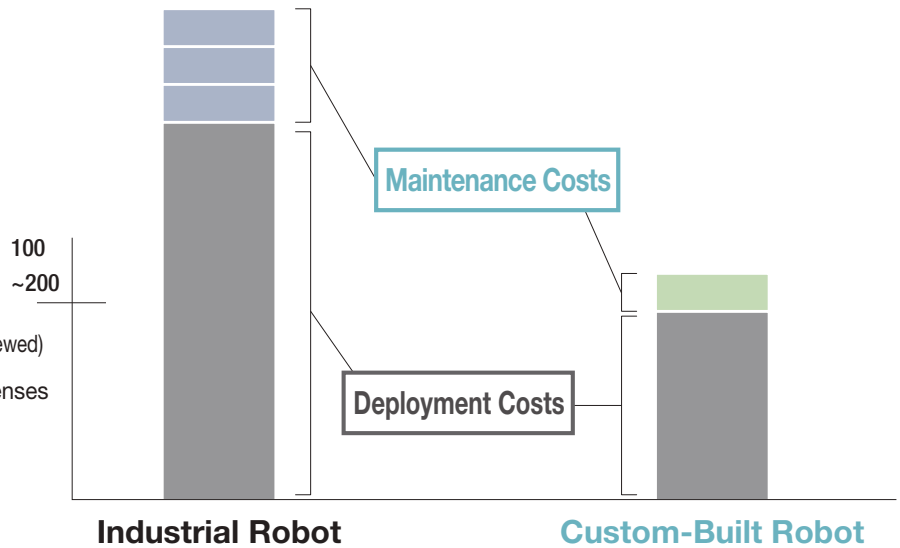 Maintenance Costs
100
~200
ewed)
enses
Deployment Costs
Industrial Robot
Custom-Built Robot